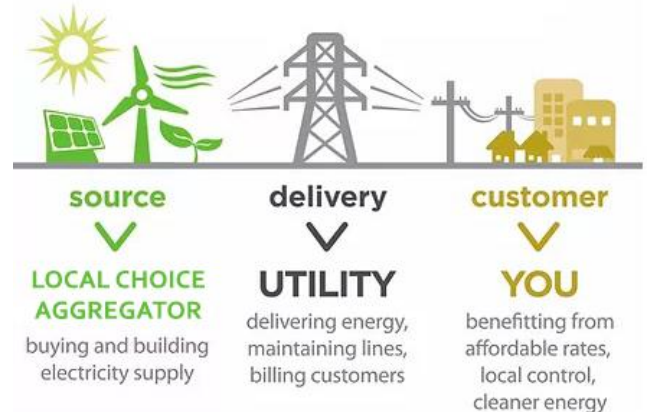 source
LOCAL CHOICE
AGGREGATOR
buying and building
electricity supply
delivery
UTILITY
delivering energy,
maintaining lines,
billing customers
customer
YOU
benefitting from
affordable rates,
local control,
cleaner energy